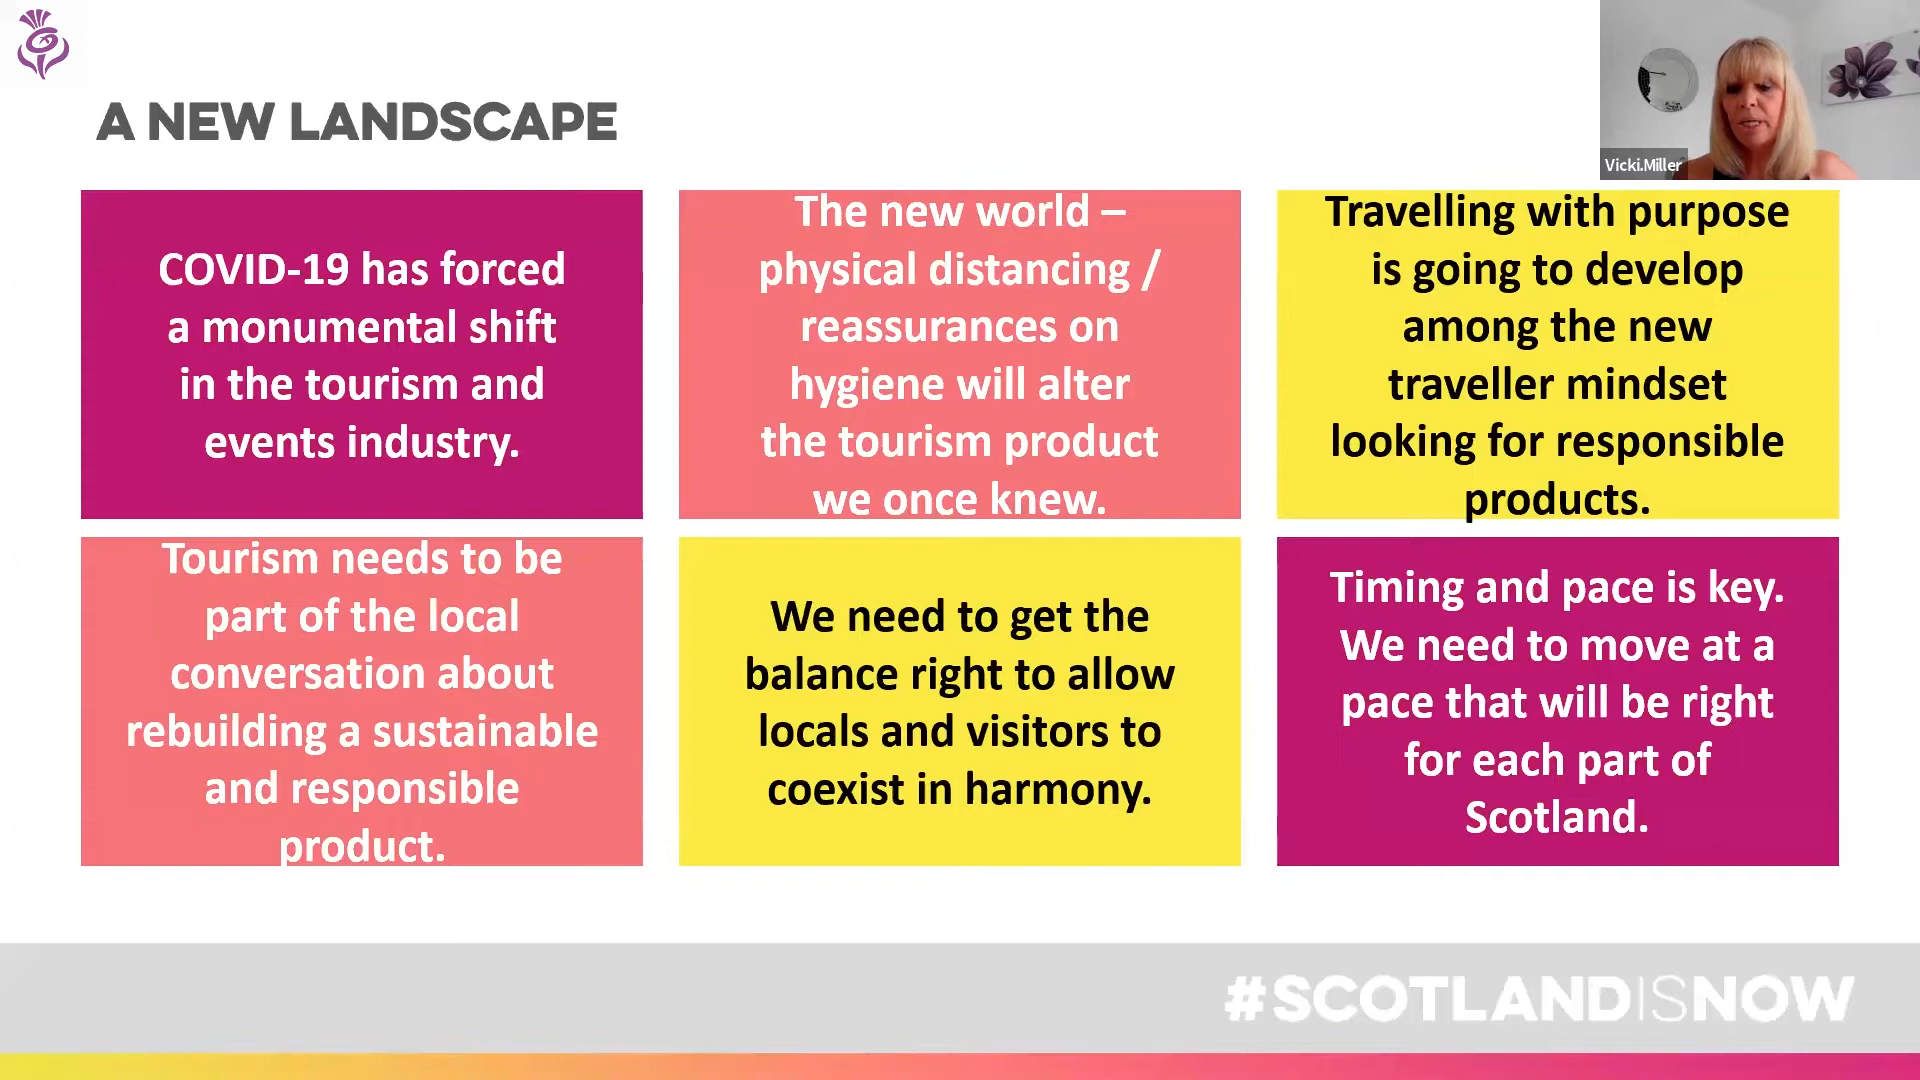 A NEW LANDSCAPE
Vicki.Miller
COVID-19 has forced
a monumental shift
in the tourism and
events industry.
The new world –
physical distancing /
reassurances on
hygiene will alter
the tourism product
we once knew.
Travelling with purpose
is going to develop
among the new
traveller mindset
looking for responsible
products.
Tourism needs to be
part of the local
conversation about
rebuilding a sustainable
and responsible
product.
We need to get the
balance right to allow
locals and visitors to
coexist in harmony.
Timing and pace is key.
We need to move at a
pace that will be right
for each part of
Scotland.
#SCOTLANDISNOW